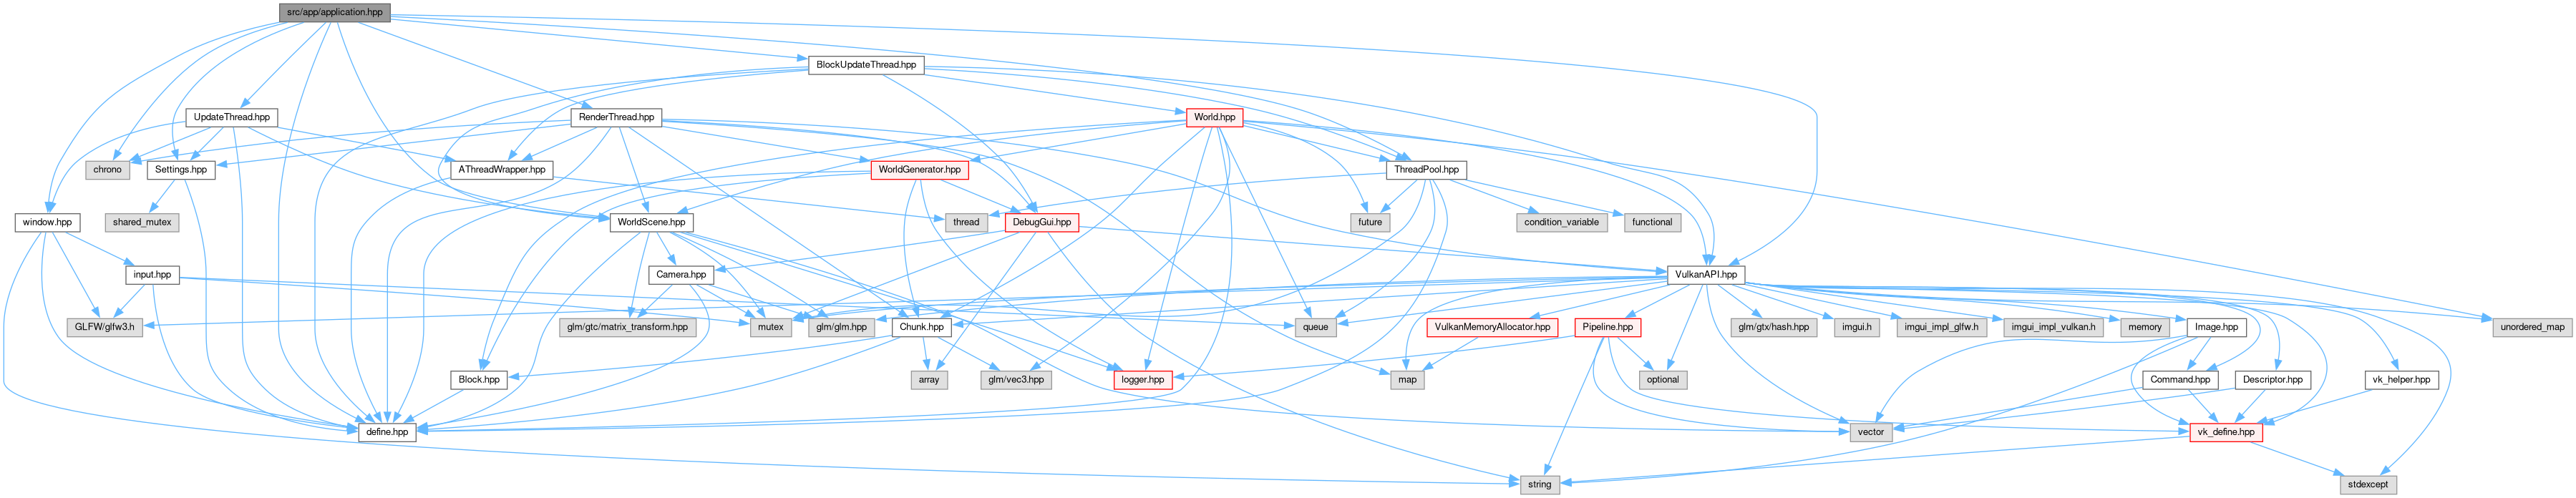 src/app/application.hpp
BlockUpdateThread.hpp
UpdateThread.hpp
RenderThread.hpp
World.hpp
chrono
Settings.hpp
AThreadWrapper.hpp
WorldGenerator.hpp
ThreadPool.hpp
window.hpp
shared_mutex
WorldScene.hpp
thread
DebugGui.hpp
future
condition_variable
functional
input.hpp
Camera.hpp
VulkanAPI.hpp
GLFW/glfw3.h
glm/gtc/matrix_transform.hpp
mutex
glm/glm.hpp
Chunk.hpp
queue
VulkanMemoryAllocator.hpp
Pipeline.hpp
glm/gtx/hash.hpp
imgui.h
imgui_impl_glfw.h
imgui_impl_vulkan.h
memory
Image.hpp
unordered_map
Block.hpp
array
glm/vec3.hpp
logger.hpp
map
optional
Command.hpp
Descriptor.hpp
vk_helper.hpp
define.hpp
vector
vk_define.hpp
string
stdexcept